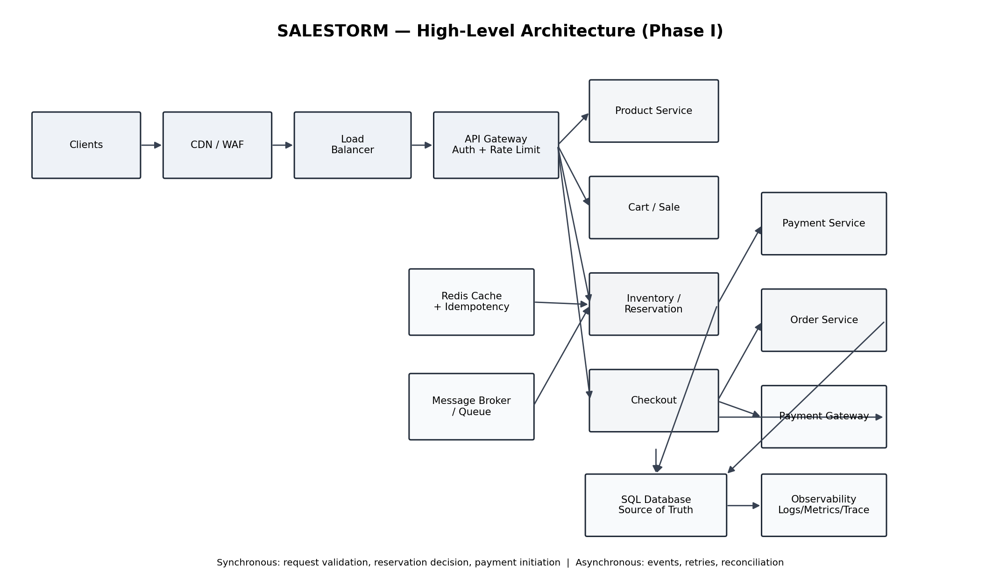 SALESTORM — High-Level Architecture (Phase I)
Clients
CDN / WAF
Load
Balancer
API Gateway
Auth + Rate Limit
Product Service
Cart / Sale
Payment Service
Redis Cache
+ Idempotency
Inventory /
Reservation
Order Service
Message Broker
/ Queue
Checkout
Payment Gateway
SQL Database
Source of Truth
Observability
Logs/Metrics/Trace
Synchronous: request validation, reservation decision, payment initiation | Asynchronous: events, retries, reconciliation